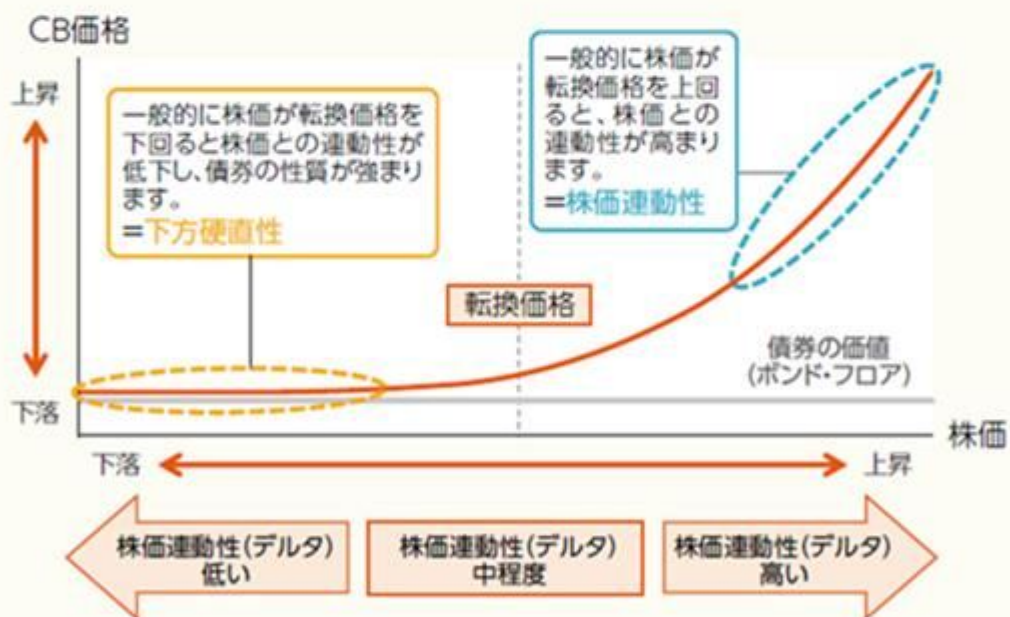 CB価格
上昇
一般的に株価が転換価格を
下回ると株価との連動性が
低下し、債券の性質が強まり
ます。
＝下方硬直性
一般的に株価が
転換価格を上回
ると、株価との
連動性が高まり
ます。
＝株価連動性
転換価格
債券の価値
(ボンド・フロア)
下落
株価
下落
上昇
株価連動性(デルタ)
低い
株価連動性(デルタ)
中程度
株価連動性(デルタ)
高い